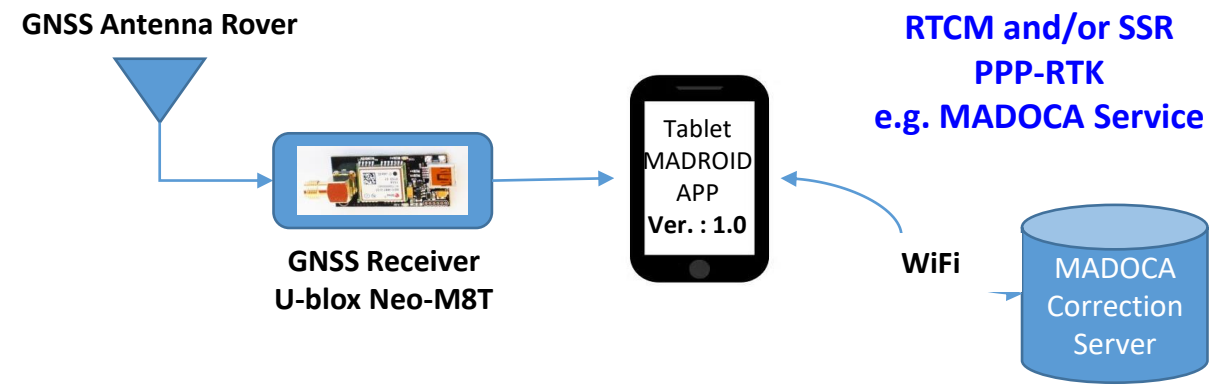 GNSS Antenna Rover
RTCM and/or SSR
PPP-RTK
e.g. MADOCA Service
Tablet
MADROID
APP
Ver. : 1.0
GNSS Receiver
U-blox Neo-M8T
WiFi
MADOCA
Correction
Server